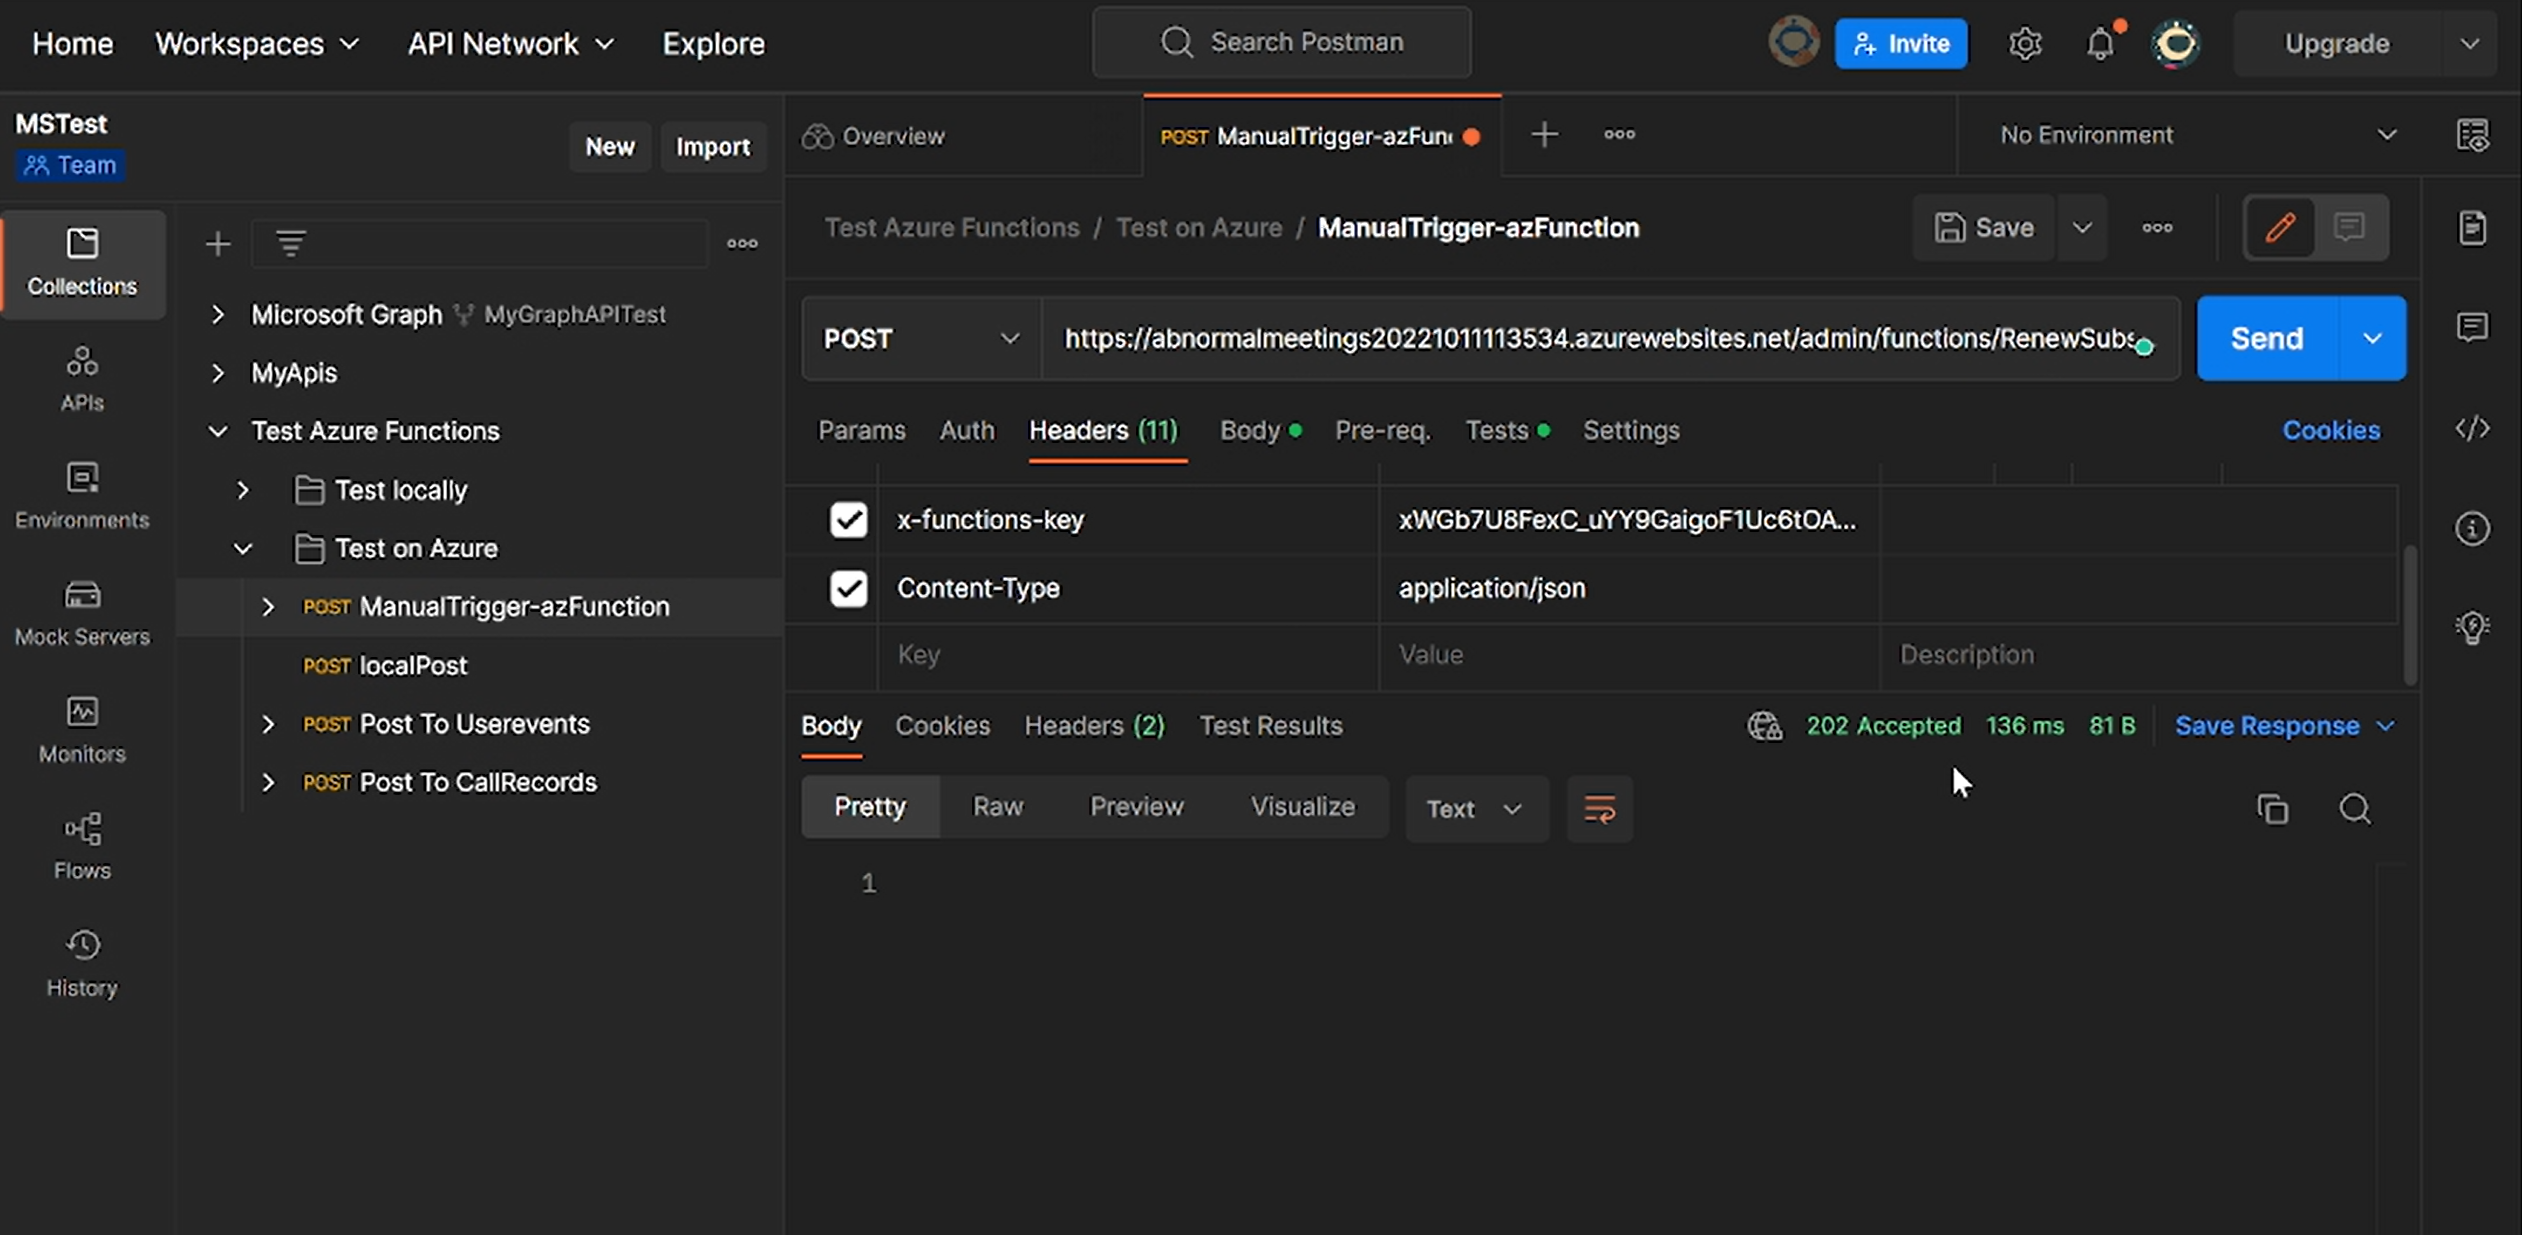 Home Workspaces API Network Explore Search Postman Invite Upgrade
MSTest
Team
New Import
Overview POST ManualTrigger-azFun No Environment
Collections
APIs
Environments
Mock Servers
Monitors
Flows
History
Microsoft Graph MyGraphAPITest
MyApis
Test Azure Functions
Test locally
Test on Azure
POST ManualTrigger-azFunction
POST localPost
POST Post To Userevents
POST Post To CallRecords
Test Azure Functions / Test on Azure / ManualTrigger-azFunction Save
POST https://abnormalmeetings20221011113534.azurewebsites.net/admin/functions/RenewSubs Send
Params Auth Headers (11) Body Pre-req. Tests Settings Cookies
x-functions-key xWGb7U8FexC_uYY9GaigoF1Uc6tOA...
Content-Type application/json
Key Value Description
Body Cookies Headers (2) Test Results 202 Accepted 136 ms 81 B Save Response
Pretty Raw Preview Visualize Text
1